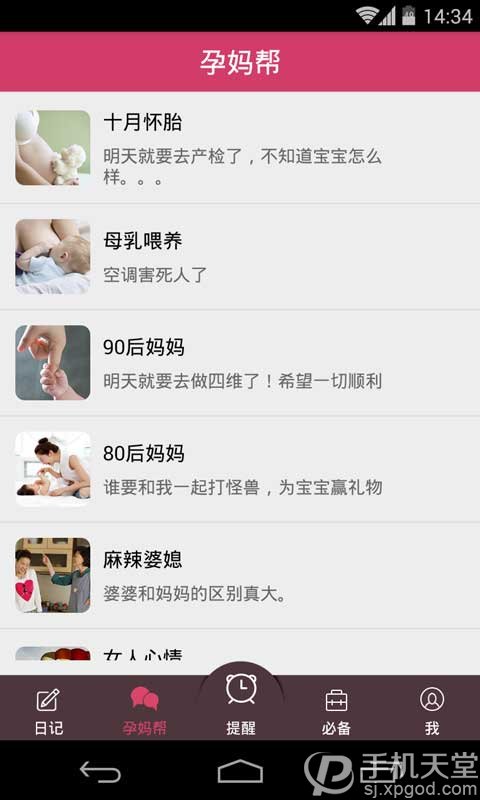 14:34
孕妈帮
十月怀胎
明天就要去产检了，不知道宝宝怎么
样。。。
母乳喂养
空调害死人了
90后妈妈
明天就要去做四维了！希望一切顺利
80后妈妈
谁要和我一起打怪兽，为宝宝赢礼物
麻辣婆媳
婆婆和妈妈的区别真大。
女人心情
日记
孕妈帮
提醒
必备
我
手机天堂
sj.xpgod.com